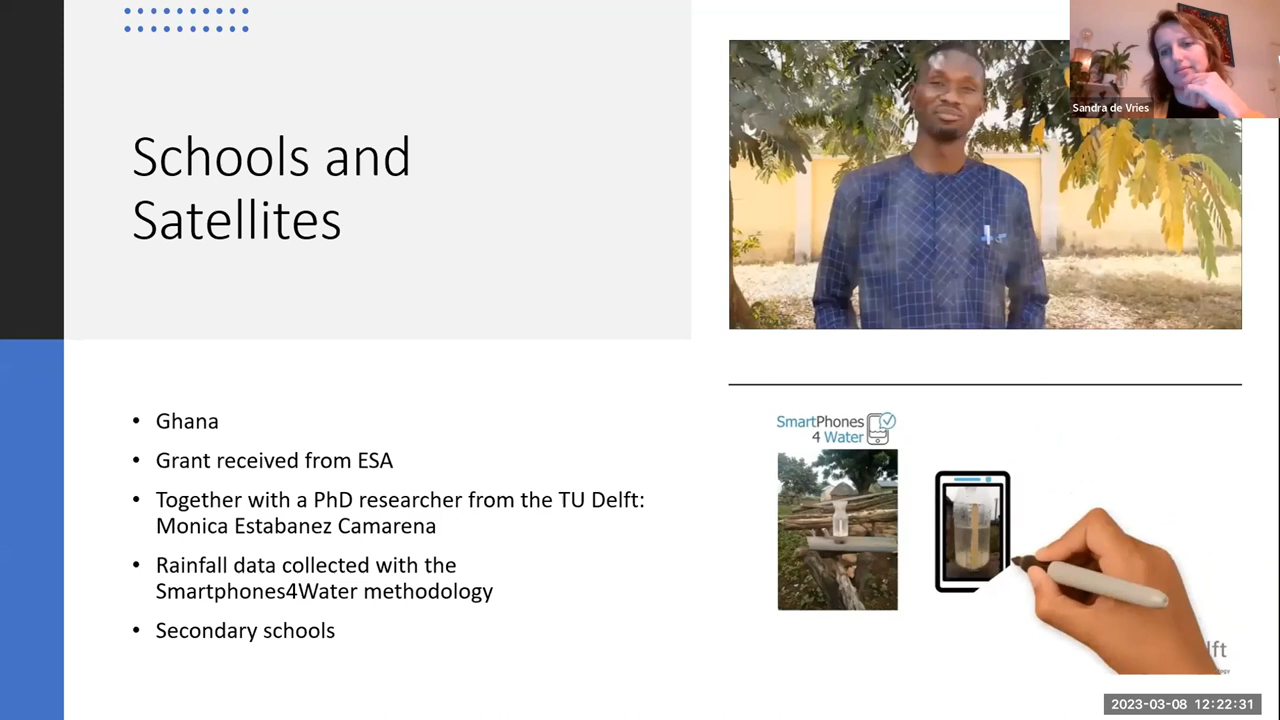 Schools and
Satellites
• Ghana
• Grant received from ESA
• Together with a PhD researcher from the TU Delft:
Monica Estabanez Camarena
• Rainfall data collected with the
Smartphones4Water methodology
• Secondary schools
Sandra de Vries
SmartPhones
4 Water
lft
2023-03-08 12:22:31